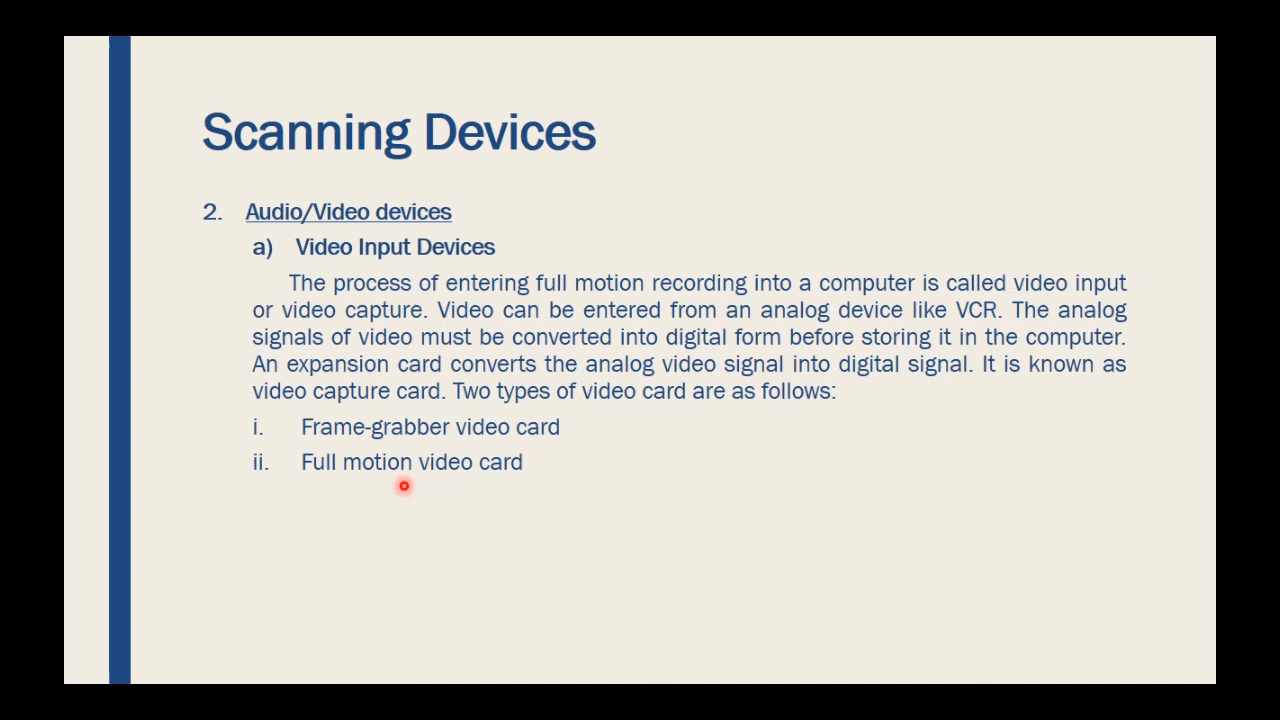 Scanning Devices
2. Audio/Video devices
a) Video Input Devices
The process of entering full motion recording into a computer is called video input
or video capture. Video can be entered from an analog device like VCR. The analog
signals of video must be converted into digital form before storing it in the computer.
An expansion card converts the analog video signal into digital signal. It is known as
video capture card. Two types of video card are as follows:
i. Frame-grabber video card
ii. Full motion video card